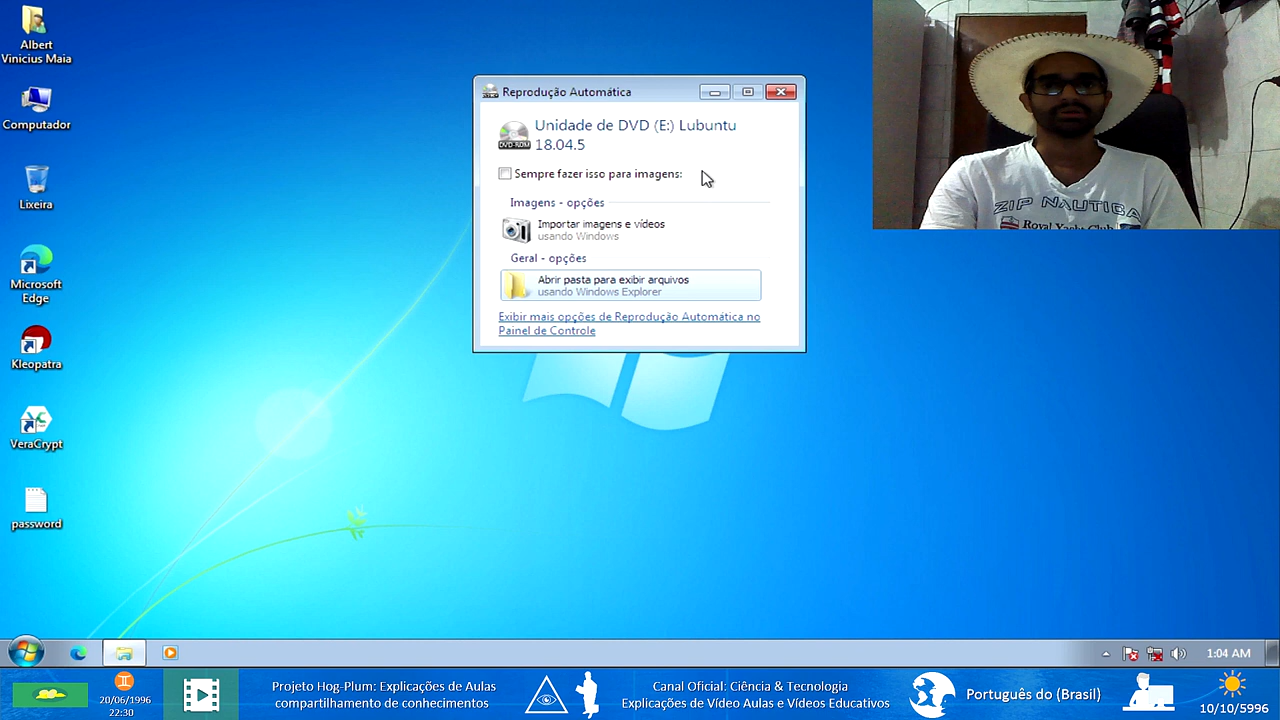 Albert
Vinicius Maia
Computador
Lixeira
Microsoft
Edge
Kleopatra
VeraCrypt
password
Reprodução Automática
Unidade de DVD (E:) Lubuntu
18.04.5
DVD-ROM
Sempre fazer isso para imagens:
Imagens - opções
Importar imagens e vídeos
usando Windows
Geral - opções
Abrir pasta para exibir arquivos
usando Windows Explorer
Exibir mais opções de Reprodução Automática no
Painel de Controle
ZIP NAUTICA
Royal Yacht Club
1:04 AM
20/06/1996
22:30
Projeto Hog-Plum: Explicações de Aulas
compartilhamento de conhecimentos
Canal Oficial: Ciência & Tecnologia
Explicações de Vídeo Aulas e Vídeos Educativos
Português do (Brasil)
10/10/5996